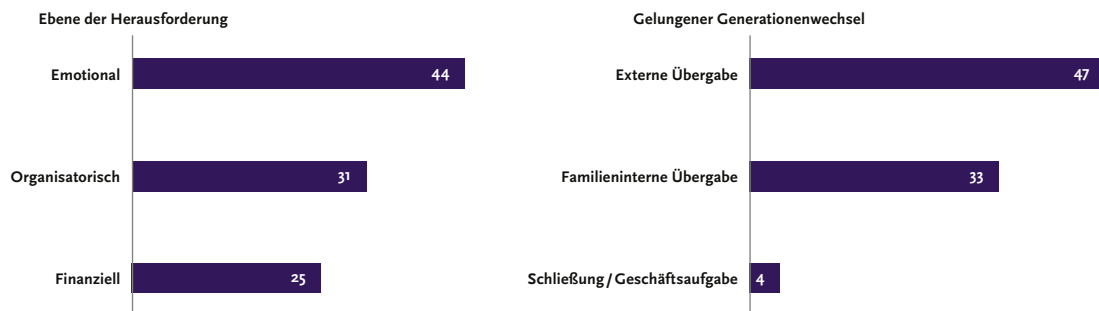 Ebene der Herausforderung
Emotional 44
Organisatorisch 31
Finanziell 25
Gelungener Generationenwechsel
Externe Übergabe 47
Familieninterne Übergabe 33
Schließung / Geschäftsaufgabe 4